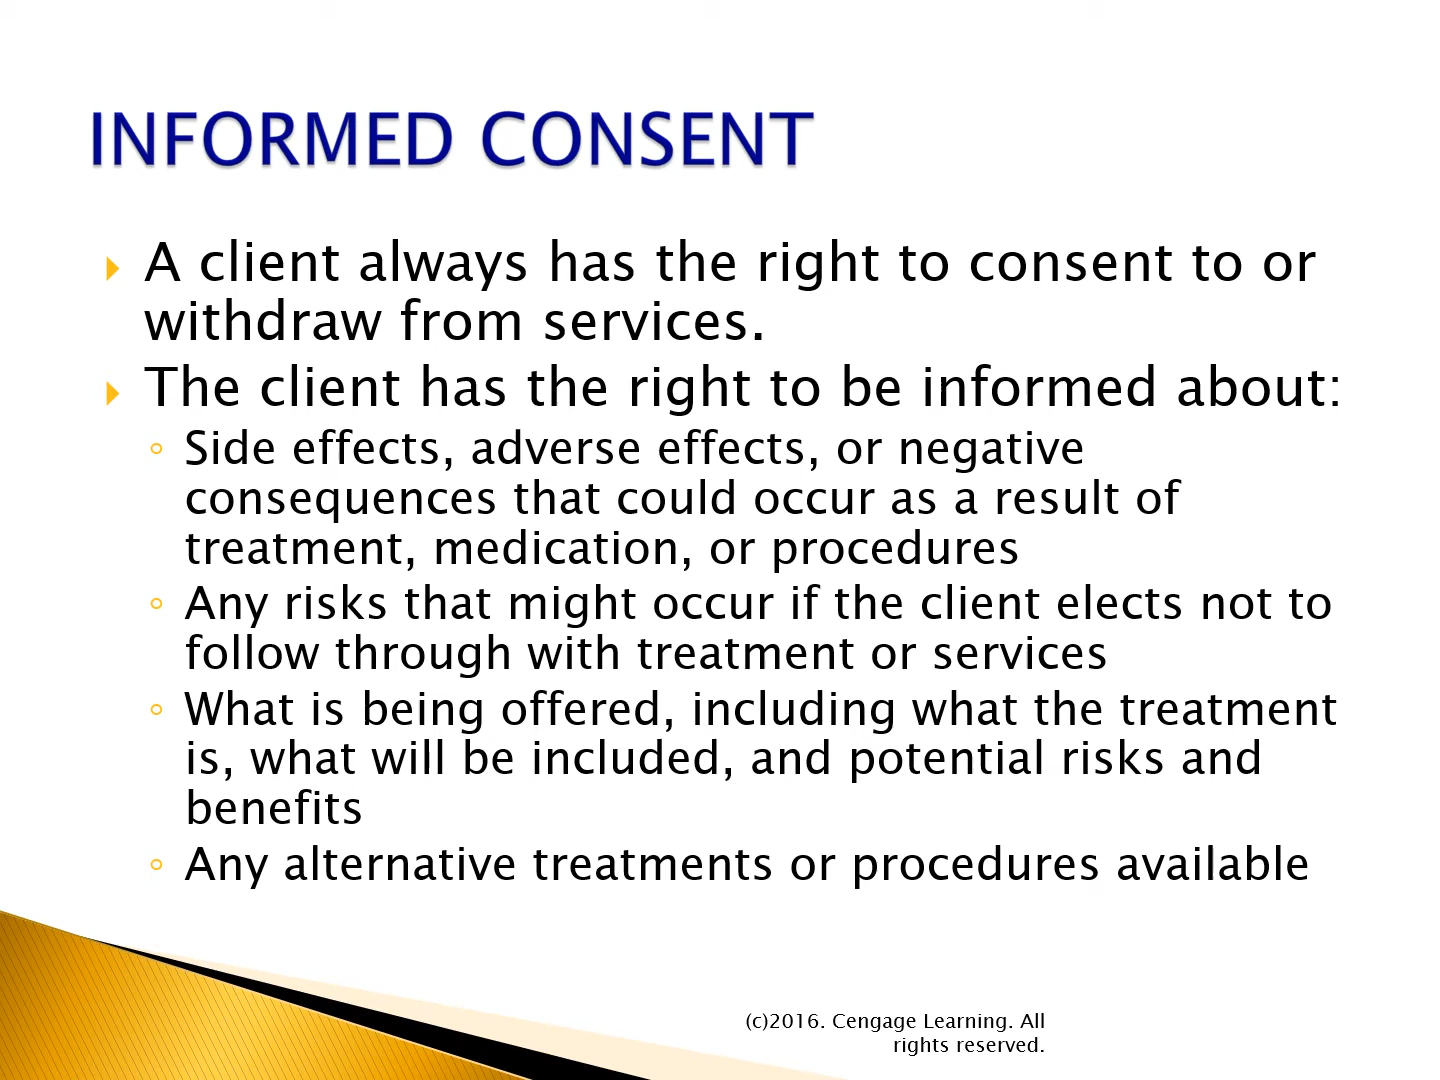 INFORMED CONSENT
A client always has the right to consent to or
withdraw from services.
The client has the right to be informed about:
Side effects, adverse effects, or negative
consequences that could occur as a result of
treatment, medication, or procedures
Any risks that might occur if the client elects not to
follow through with treatment or services
What is being offered, including what the treatment
is, what will be included, and potential risks and
benefits
Any alternative treatments or procedures available
(c)2016. Cengage Learning. All
rights reserved.